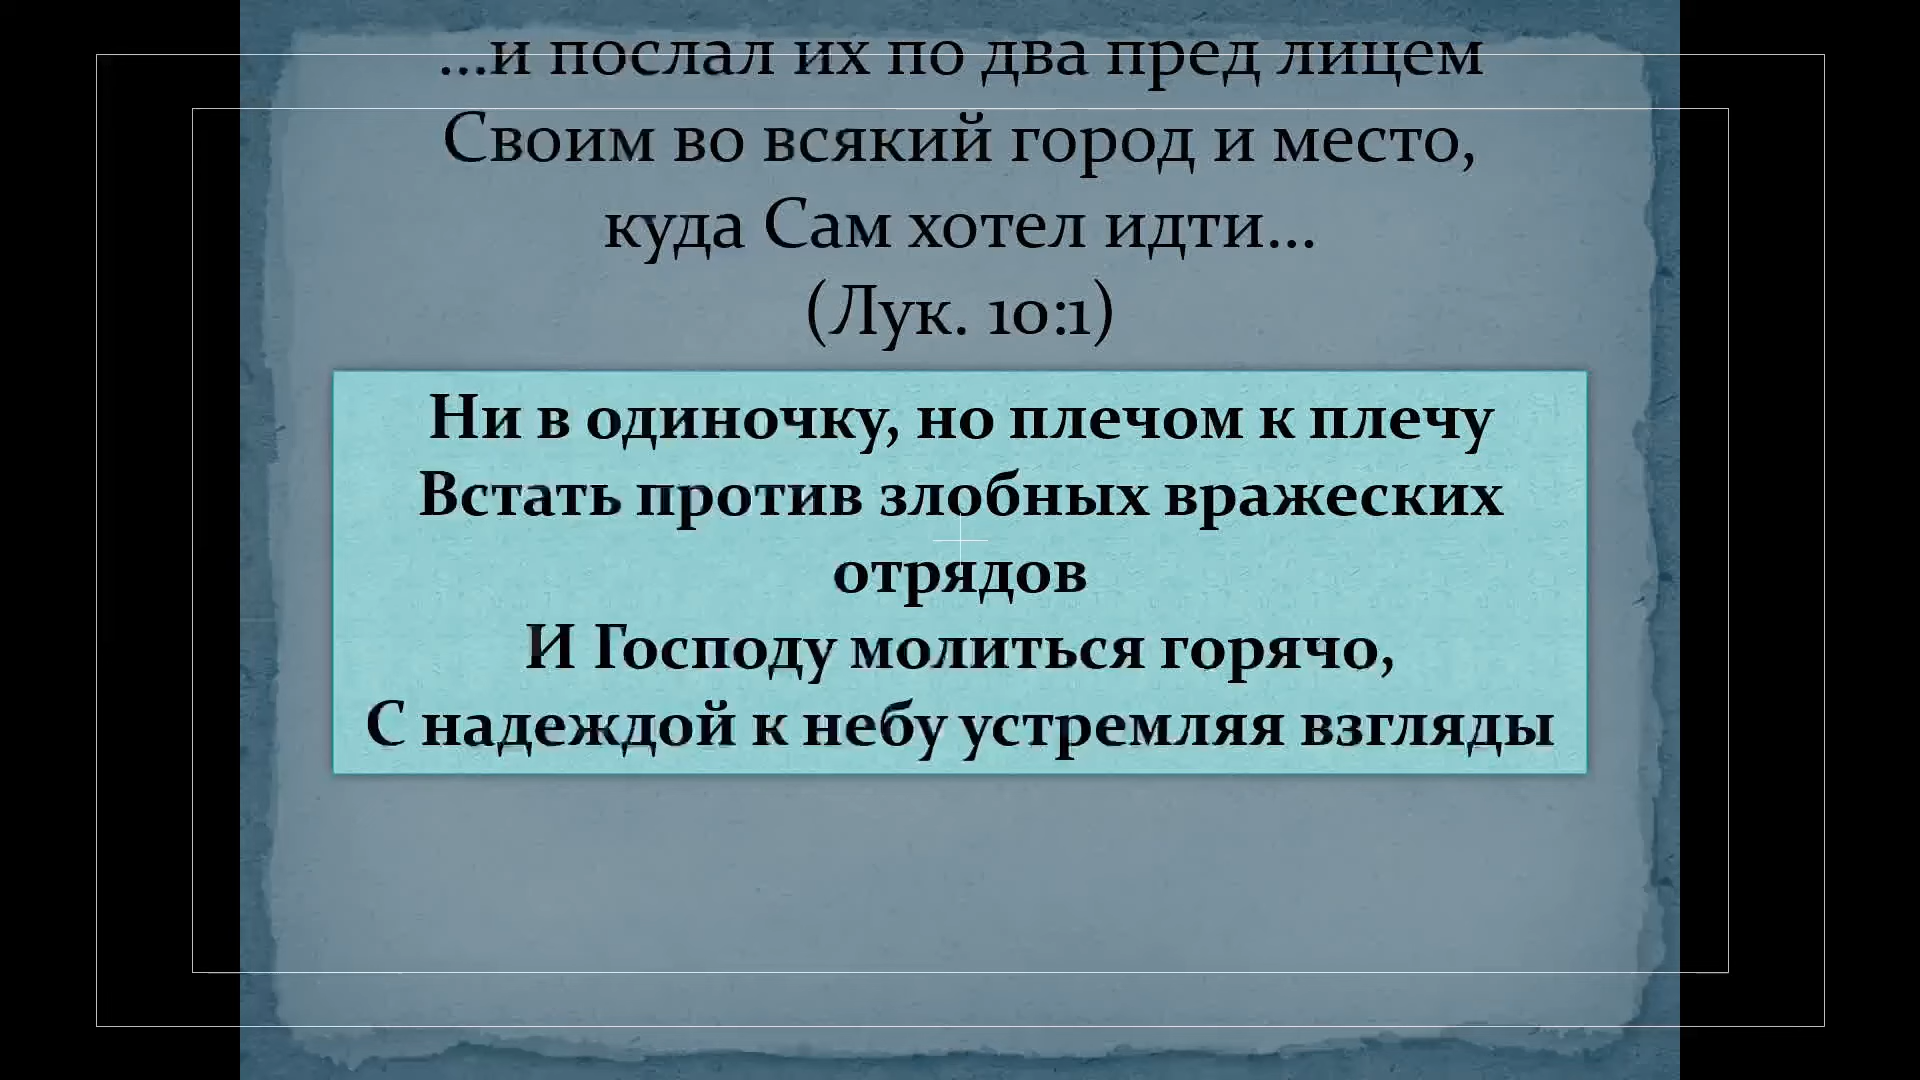 ...и послал их по два пред лицем
Своим во всякий город и место,
куда Сам хотел идти...
(Лук. 10:1)
Ни в одиночку, но плечом к плечу
Встать против злобных вражеских
отрядов
И Господу молиться горячо,
С надеждой к небу устремляя взгляды